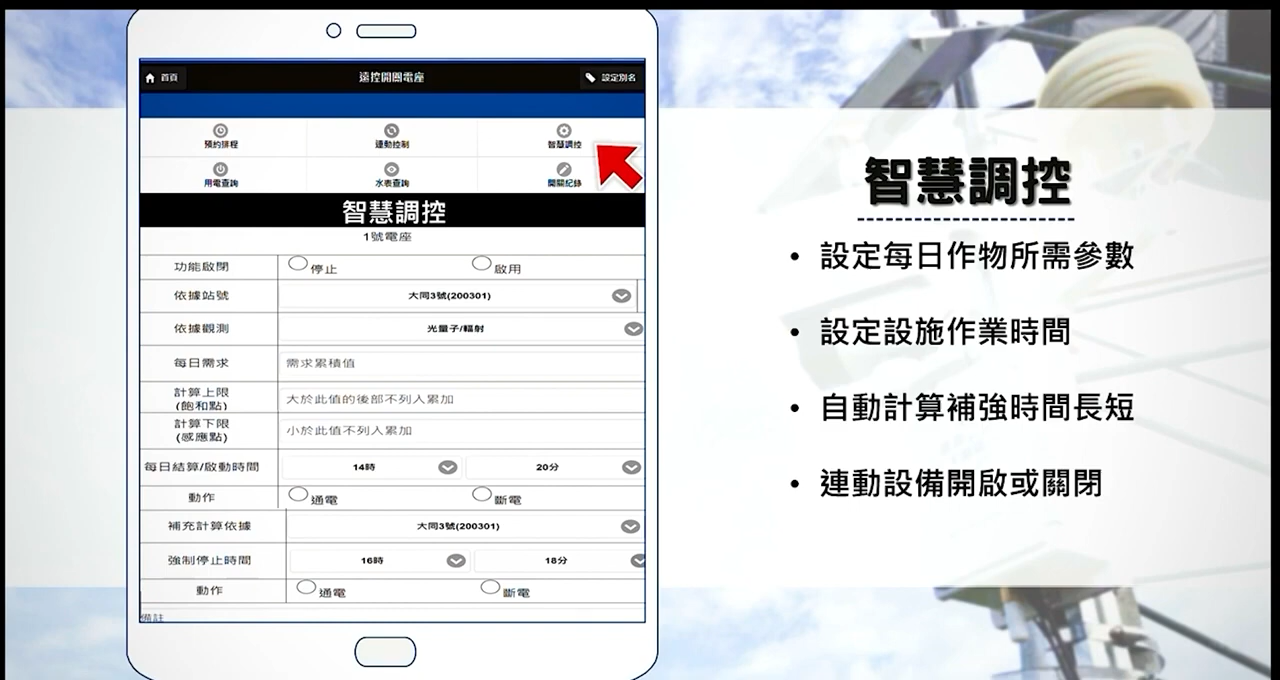 首頁
遠控開關電座
設定別名
預約排程
連動控制
智慧調控
用電查詢
水表查詢
開關紀錄
智慧調控
1號電座
功能啟閉
停止
啟用
依據站號
大同3號(200301)
依據觀測
光量子/輻射
每日需求
需求累積值
計算上限
(飽和點)
大於此值的後部不列入累加
計算下限
(感應點)
小於此值不列入累加
每日結算/啟動時間
14時
20分
動作
通電
斷電
補充計算依據
大同3號(200301)
強制停止時間
16時
18分
動作
通電
斷電
備註
智慧調控
• 設定每日作物所需參數
• 設定設施作業時間
• 自動計算補強時間長短
• 連動設備開啟或關閉